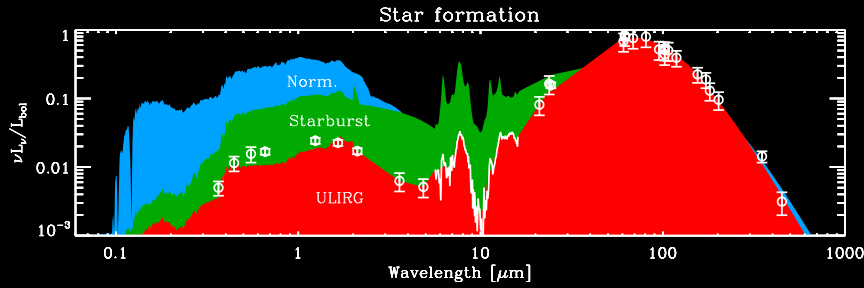 Star formation
νLν/Lbol
1
0.1
0.01
10⁻³
Norm.
Starburst
ULIRG
0.1 1 10 100 1000
Wavelength [μm]